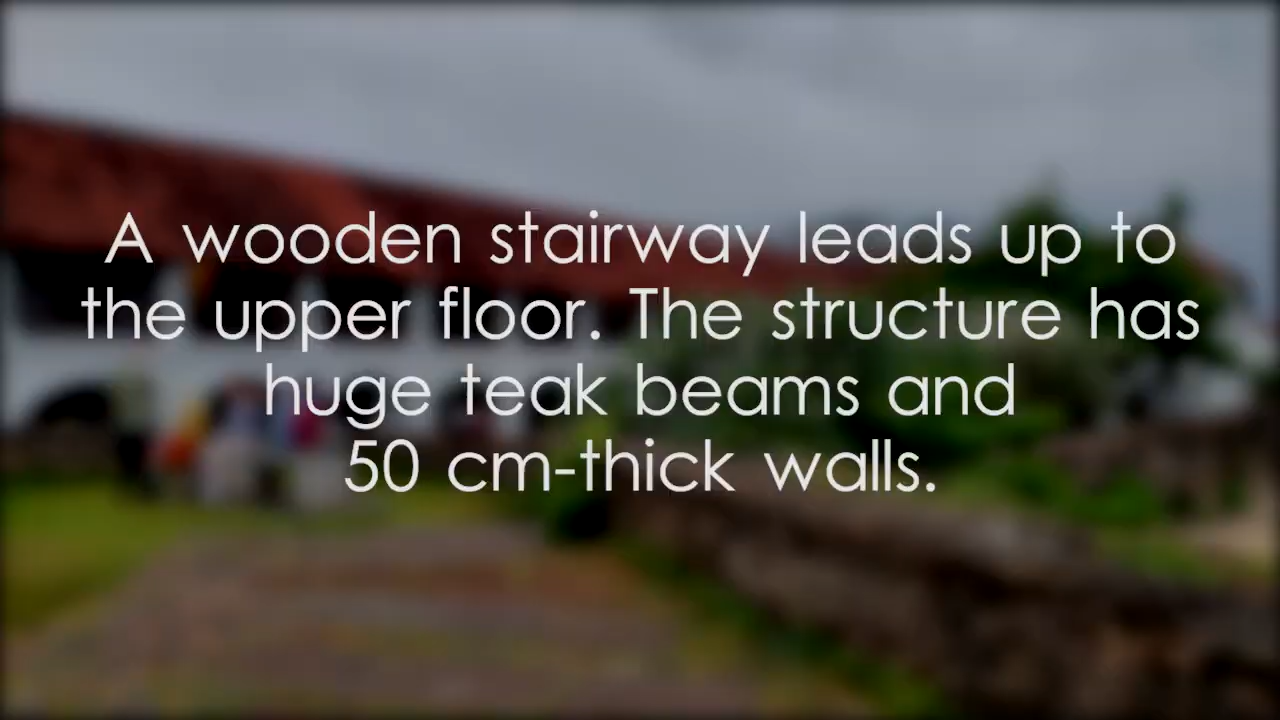 A wooden stairway leads up to
the upper floor. The structure has
huge teak beams and
50 cm-thick walls.